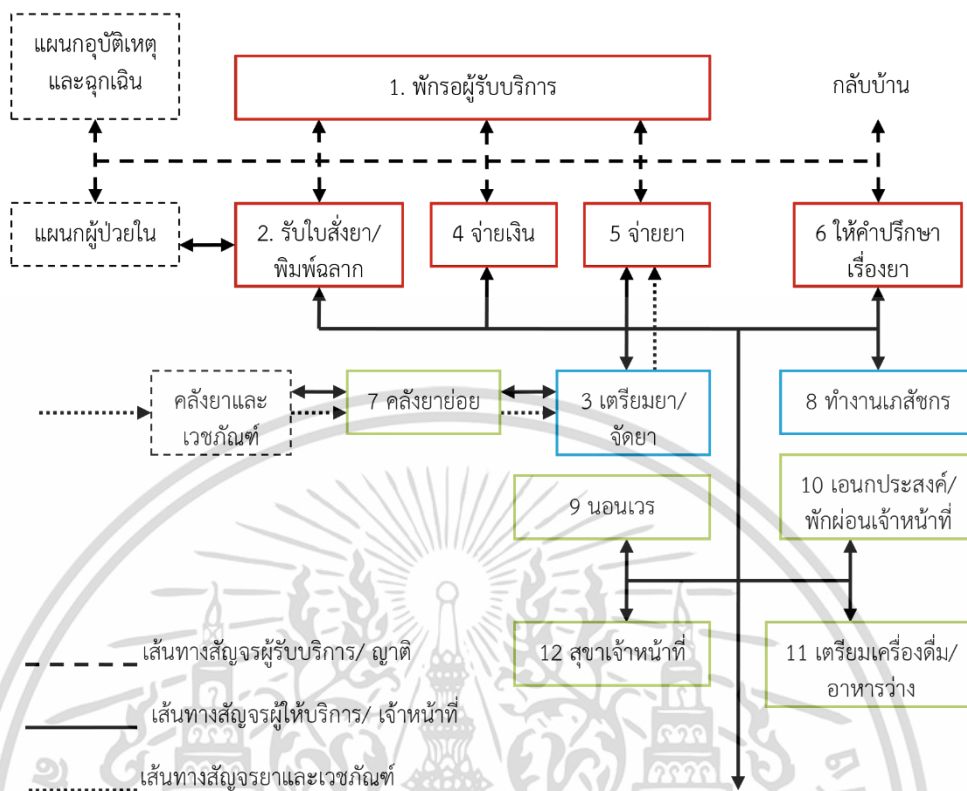 แผนกอุบัติเหตุ
และฉุกเฉิน
1. พักรอผู้รับบริการ
กลับบ้าน
แผนกผู้ป่วยใน
2. รับใบสั่งยา/
พิมพ์ฉลาก
4 จ่ายเงิน
5 จ่ายยา
6 ให้คำปรึกษา
เรื่องยา
คลังยาและ
เวชภัณฑ์
7 คลังยาย่อย
3 เตรียมยา/
จัดยา
8 ทำงานเภสัชกร
9 นอนเวร
10 เอนกประสงค์/
พักผ่อนเจ้าหน้าที่
12 สุขาเจ้าหน้าที่
11 เตรียมเครื่องดื่ม/
อาหารว่าง
เส้นทางสัญจรผู้รับบริการ/ ญาติ
เส้นทางสัญจรผู้ให้บริการ/ เจ้าหน้าที่
เส้นทางสัญจรยาและเวชภัณฑ์